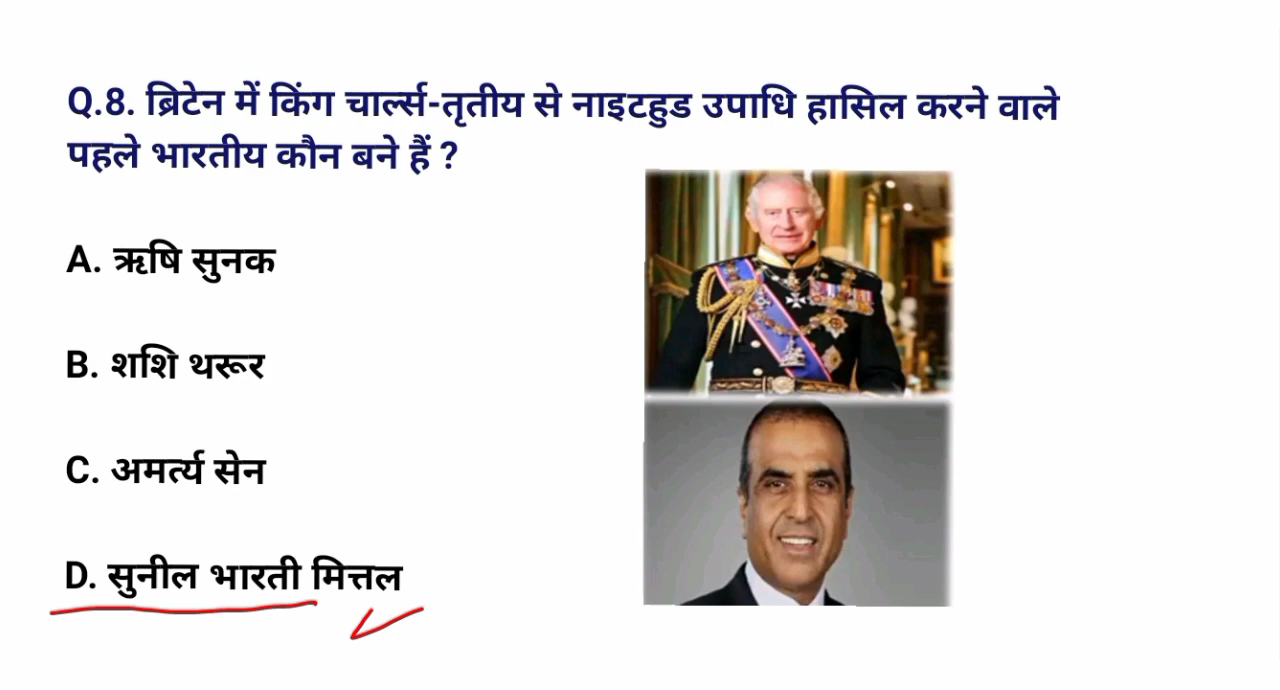 Q.8. ब्रिटेन में किंग चार्ल्स-तृतीय से नाइटहुड उपाधि हासिल करने वाले
पहले भारतीय कौन बने हैं ?
A. ऋषि सुनक
B. शशि थरूर
C. अमर्त्य सेन
D. सुनील भारती मित्तल